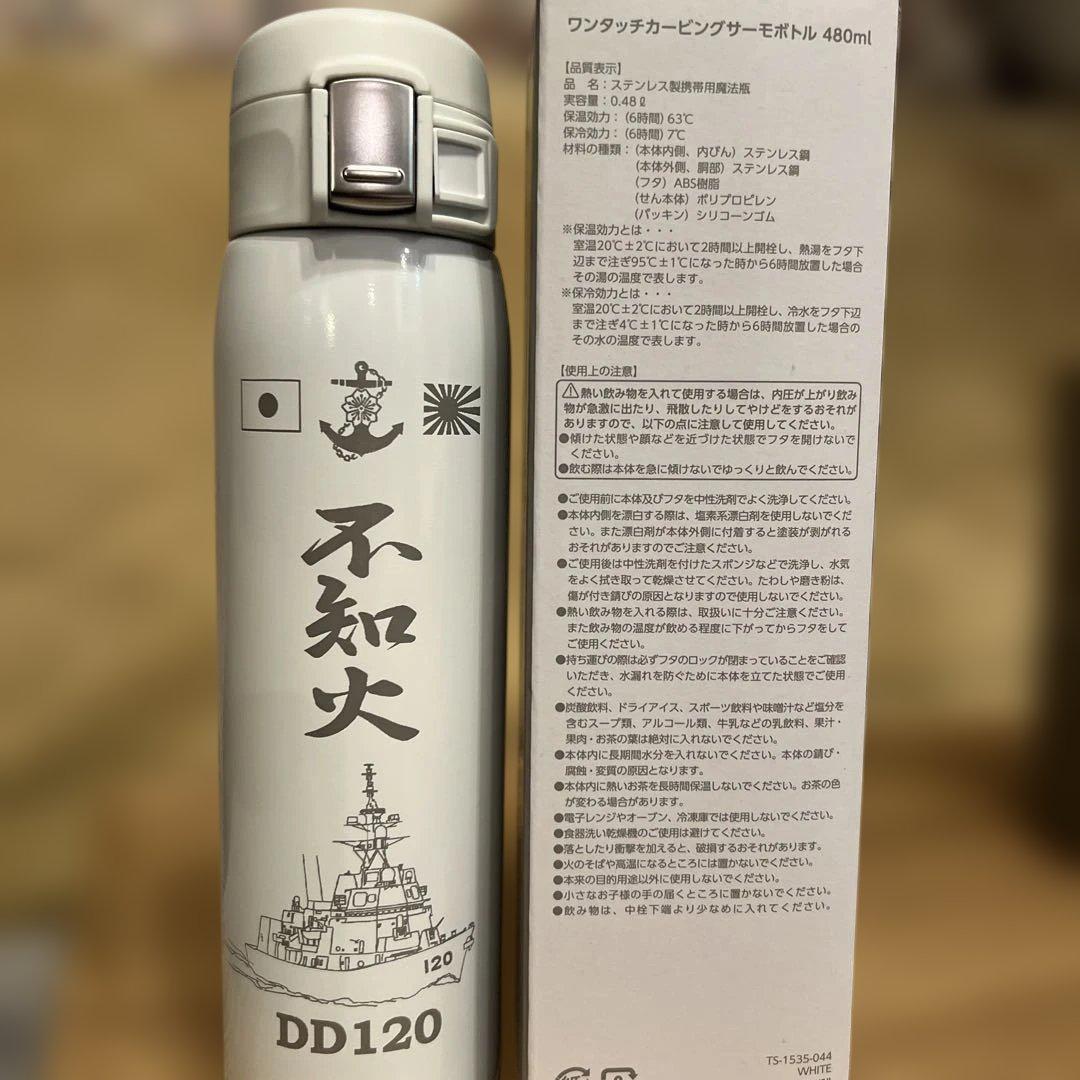 不知火
120
DD120
ワンタッチカービングサーモボトル 480ml
【品質表示】
品　名：ステンレス製携帯用魔法瓶
実容量：0.48ℓ
保温効力：（6時間）63℃
保冷効力：（6時間）7℃
材料の種類：（本体内側、内びん）ステンレス鋼
（本体外側、胴部）ステンレス鋼
（フタ）ABS樹脂
（せん本体）ポリプロピレン
（パッキン）シリコーンゴム
※保温効力とは・・・
室温20℃±2℃において2時間以上開栓し、熱湯をフタ下
辺まで注ぎ95℃±1℃になった時から6時間放置した場合
その湯の温度で表します。
※保冷効力とは・・・
室温20℃±2℃において2時間以上開栓し、冷水をフタ下辺
まで注ぎ4℃±1℃になった時から6時間放置した場合の
その水の温度で表します。
【使用上の注意】
⚠熱い飲み物を入れて使用する場合は、内圧が上がり飲み
物が急激に出たり、飛散したりしてやけどをするおそれが
ありますので、以下の点に注意して使用してください。
●傾けた状態や顔などを近づけた状態でフタを開けないで
ください。
●飲む際は本体を急に傾けないでゆっくりと飲んでください。
●ご使用前に本体及びフタを中性洗剤でよく洗浄してください。
●本体内側を漂白する際は、塩素系漂白剤を使用しないでくだ
さい。また漂白剤が本体外側に付着すると塗装が剥がれる
おそれがありますのでご注意ください。
●ご使用後は中性洗剤を付けたスポンジなどで洗浄し、水気
をよく拭き取って乾燥させてください。たわしや磨き粉は、
傷が付き錆びの原因となりますので使用しないでください。
●熱い飲み物を入れる際は、取扱いに十分ご注意ください。
また飲み物の温度が飲める程度に下がってからフタをして
ご使用ください。
●持ち運びの際は必ずフタのロックが閉まっていることをご確認
いただき、水漏れを防ぐために本体を立てた状態でご使用
ください。
●炭酸飲料、ドライアイス、スポーツ飲料や味噌汁など塩分を
含むスープ類、アルコール類、牛乳などの乳飲料、果汁・
果肉・お茶の葉は絶対に入れないでください。
●本体内に長期間水分を入れないでください。本体の錆び・
腐蝕・変質の原因となります。
●本体内に熱いお茶を長時間保温しないでください。お茶の色
が変わる場合があります。
●電子レンジやオーブン、冷凍庫では使用しないでください。
●食器洗い乾燥機のご使用は避けてください。
●落としたり衝撃を加えると、破損するおそれがあります。
●火のそばや高温になるところには置かないでください。
●本来の目的用途以外に使用しないでください。
●小さなお子様の手の届くところに置かないでください。
●飲み物は、中栓下端より少なめに入れてください。
TS-1535-044
WHITE